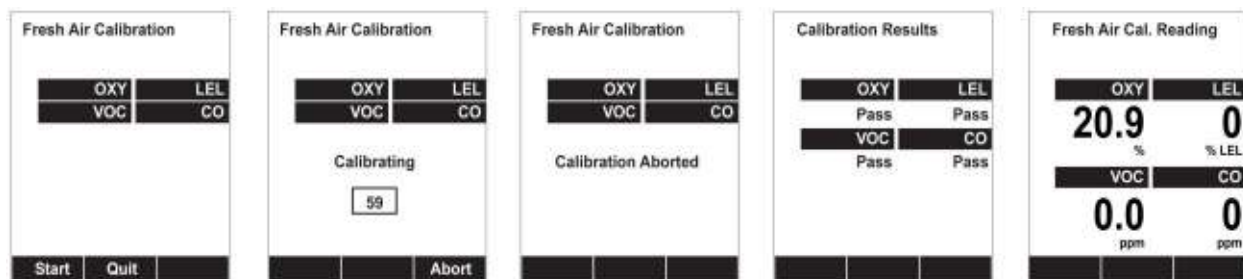 Fresh Air Calibration
OXY LEL
VOC CO
Start Quit
Fresh Air Calibration
OXY LEL
VOC CO
Calibrating
59
Abort
Fresh Air Calibration
OXY LEL
VOC CO
Calibration Aborted
Calibration Results
OXY LEL
Pass Pass
VOC CO
Pass Pass
Fresh Air Cal. Reading
OXY LEL
20.9 0
% % LEL
VOC CO
0.0 0
ppm ppm